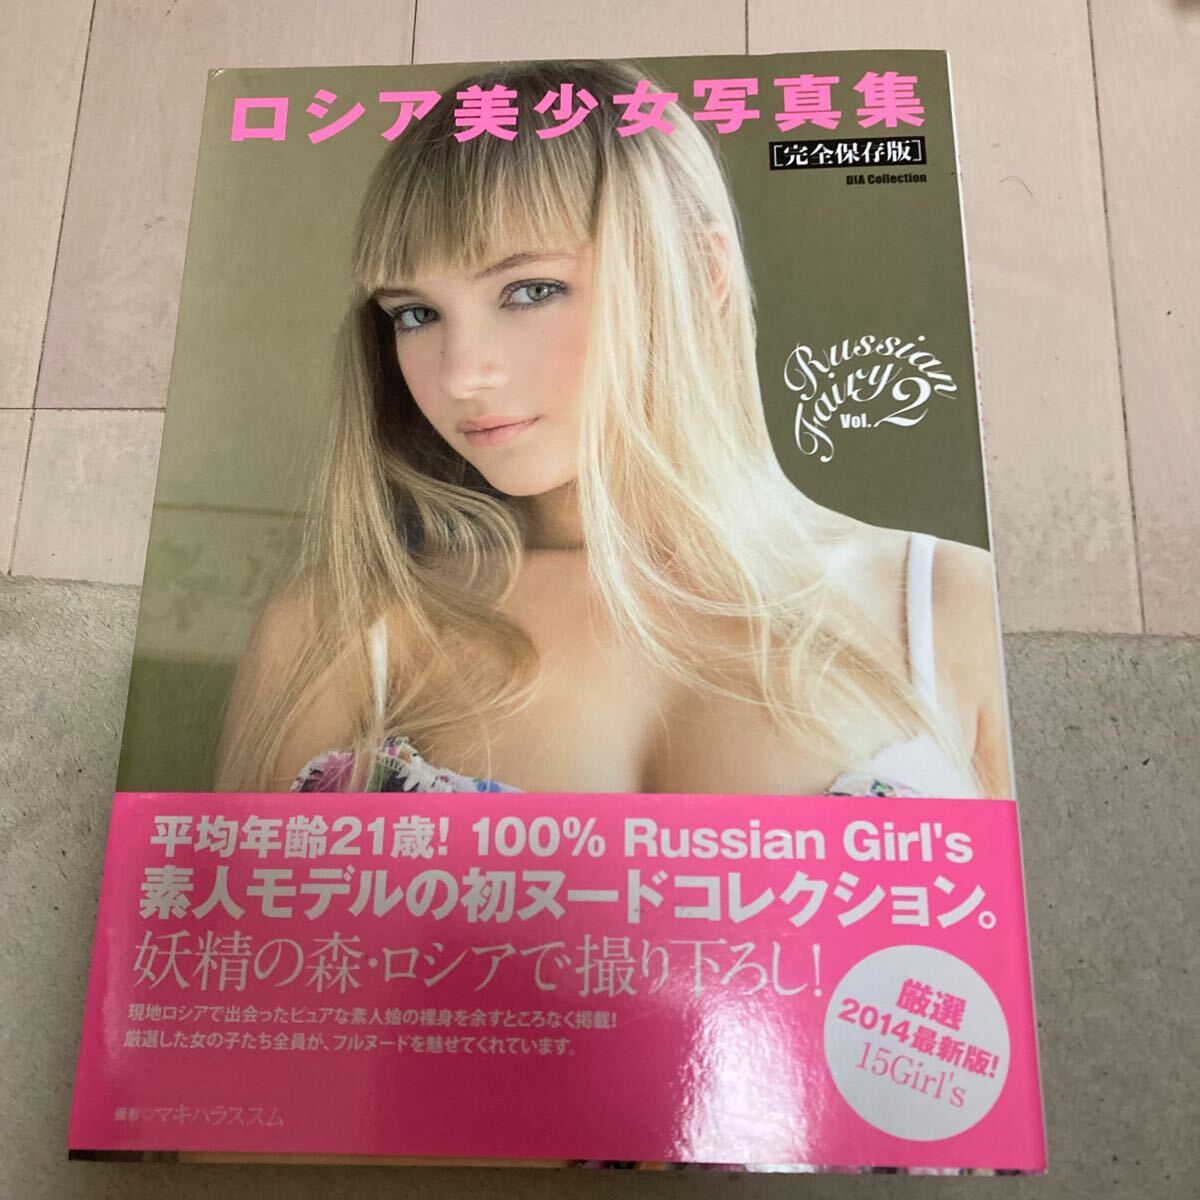 ロシア美少女写真集
［完全保存版］
DIA Collection
Russian
Fairy
Vol.2
平均年齢21歳! 100% Russian Girl's
素人モデルの初ヌードコレクション。
妖精の森・ロシアで撮り下ろし!
現地ロシアで出会ったピュアな素人娘の裸身を余すところなく掲載!
厳選した女の子たち全員が、フルヌードを魅せてくれています。
厳選
2014最新版!
15Girl's
撮影◎マキハラススム